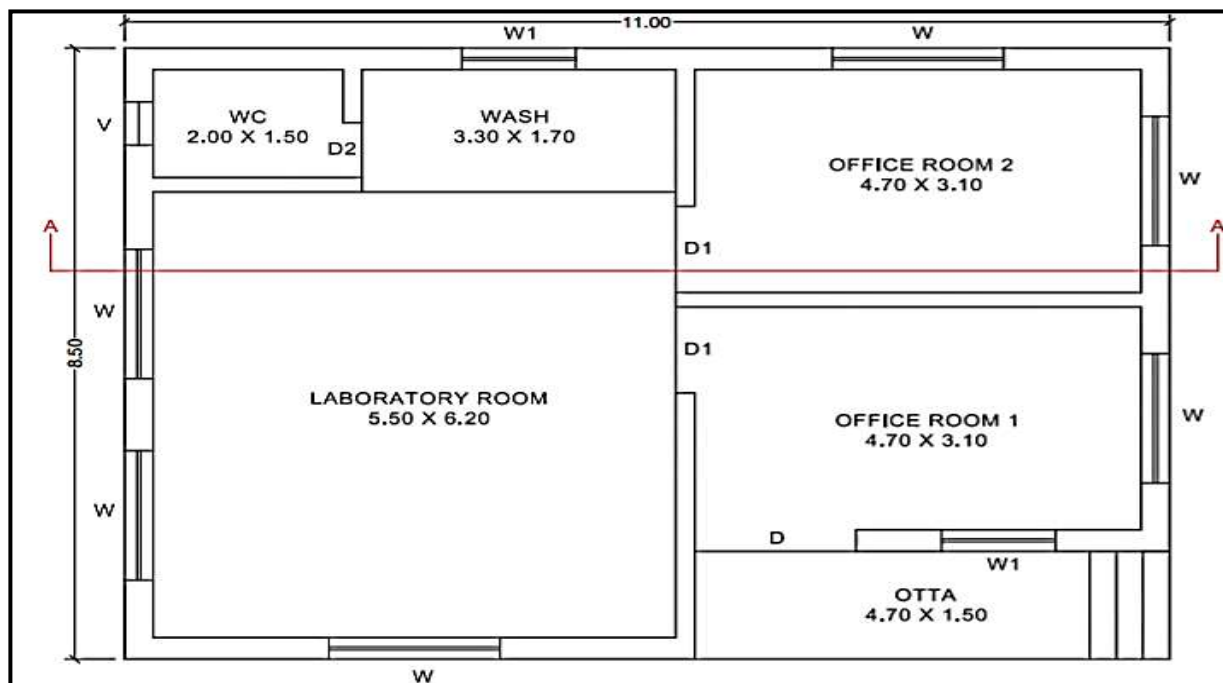 11.00
W1
W
WC
2.00 X 1.50
V
D2
WASH
3.30 X 1.70
OFFICE ROOM 2
4.70 X 3.10
W
A
A
D1
W
8.50
D1
LABORATORY ROOM
5.50 X 6.20
OFFICE ROOM 1
4.70 X 3.10
W
W
D
W1
OTTA
4.70 X 1.50
W